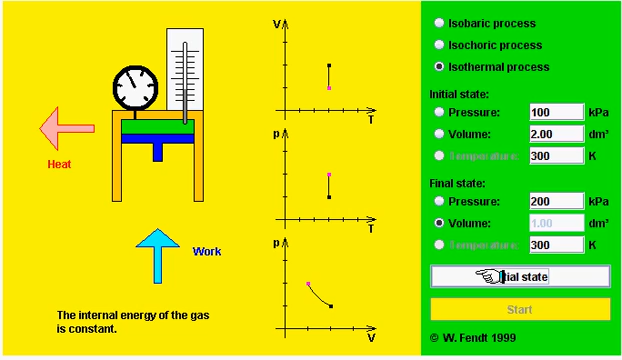 V
T
p
T
p
V
Heat
Work
The internal energy of the gas
is constant.
Isobaric process
Isochoric process
Isothermal process
Initial state:
Pressure: 100 kPa
Volume: 2.00 dm³
Temperature: 300 K
Final state:
Pressure: 200 kPa
Volume: 1.00 dm³
Temperature: 300 K
tial state
Start
© W. Fendt 1999